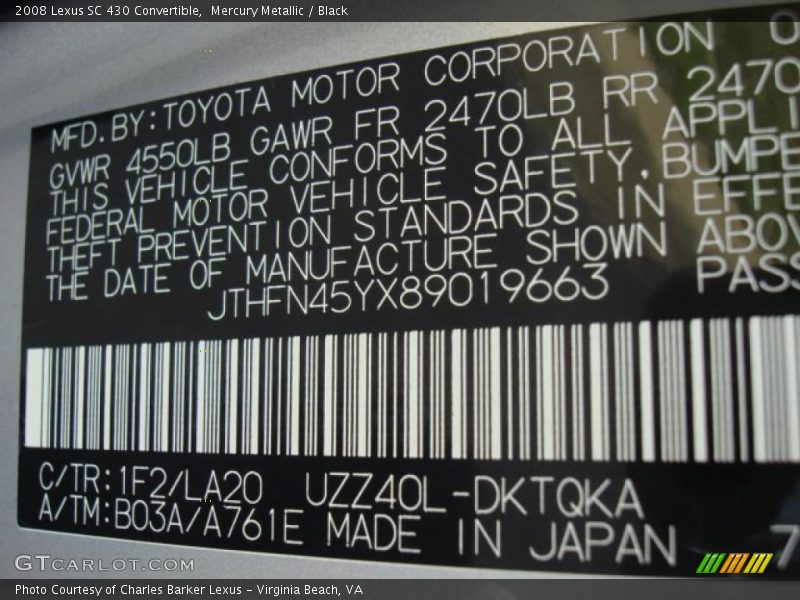 2008 Lexus SC 430 Convertible, Mercury Metallic / Black
MFD. BY: TOYOTA MOTOR CORPORATION
GVWR 4550LB GAWR FR 2470LB RR 2470
THIS VEHICLE CONFORMS TO ALL APPLI
FEDERAL MOTOR VEHICLE SAFETY, BUMPE
THEFT PREVENTION STANDARDS IN EFFE
THE DATE OF MANUFACTURE SHOWN ABOV
JTHFN45YX89019663 PASS
C/TR: 1F2/LA20 UZZ40L-DKTQKA
A/TM: B03A/A761E MADE IN JAPAN 7
GTCARLOT.COM
Photo Courtesy of Charles Barker Lexus - Virginia Beach, VA